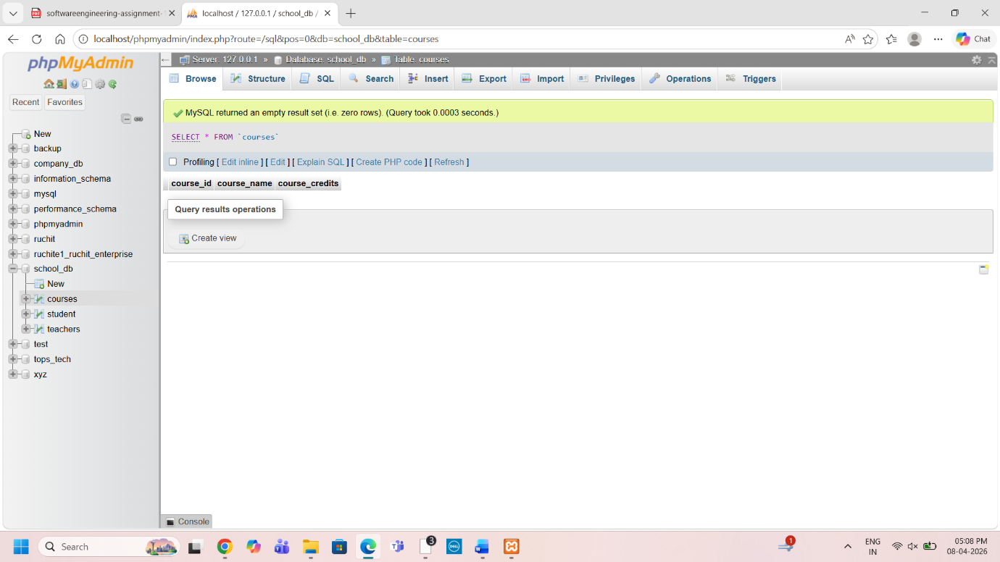 softwareengineering-assignment-
localhost / 127.0.0.1 / school_db /
localhost/phpmyadmin/index.php?route=/sql&pos=0&db=school_db&table=courses
Chat
phpMyAdmin
Server: 127.0.0.1 » Database: school_db » Table: courses
Browse Structure SQL Search Insert Export Import Privileges Operations Triggers
Recent Favorites
New
backup
company_db
information_schema
mysql
performance_schema
phpmyadmin
ruchit
ruchite1_ruchit_enterprise
school_db
New
courses
student
teachers
test
tops_tech
xyz
MySQL returned an empty result set (i.e. zero rows). (Query took 0.0003 seconds.)
SELECT * FROM `courses`
Profiling [ Edit inline ] [ Edit ] [ Explain SQL ] [ Create PHP code ] [ Refresh ]
course_id course_name course_credits
Query results operations
Create view
Console
Search
3
1
ENG
IN
05:08 PM
08-04-2026